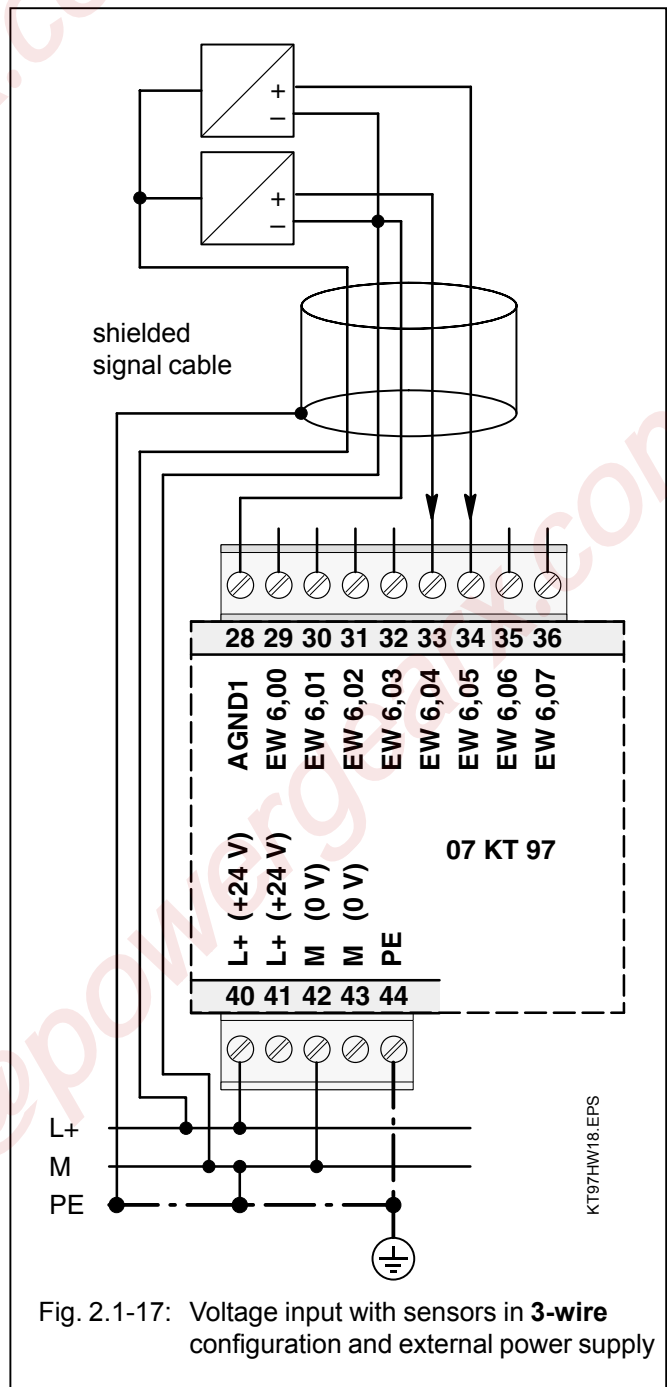 +
–
+
–
shielded
signal cable
28 29 30 31 32 33 34 35 36
AGND1
EW 6,00
EW 6,01
EW 6,02
EW 6,03
EW 6,04
EW 6,05
EW 6,06
EW 6,07
07 KT 97
L+ (+24 V)
L+ (+24 V)
M (0 V)
M (0 V)
PE
40 41 42 43 44
L+
M
PE
KT97HW18.EPS
@powergearx.com
Fig. 2.1-17: Voltage input with sensors in 3-wire
configuration and external power supply